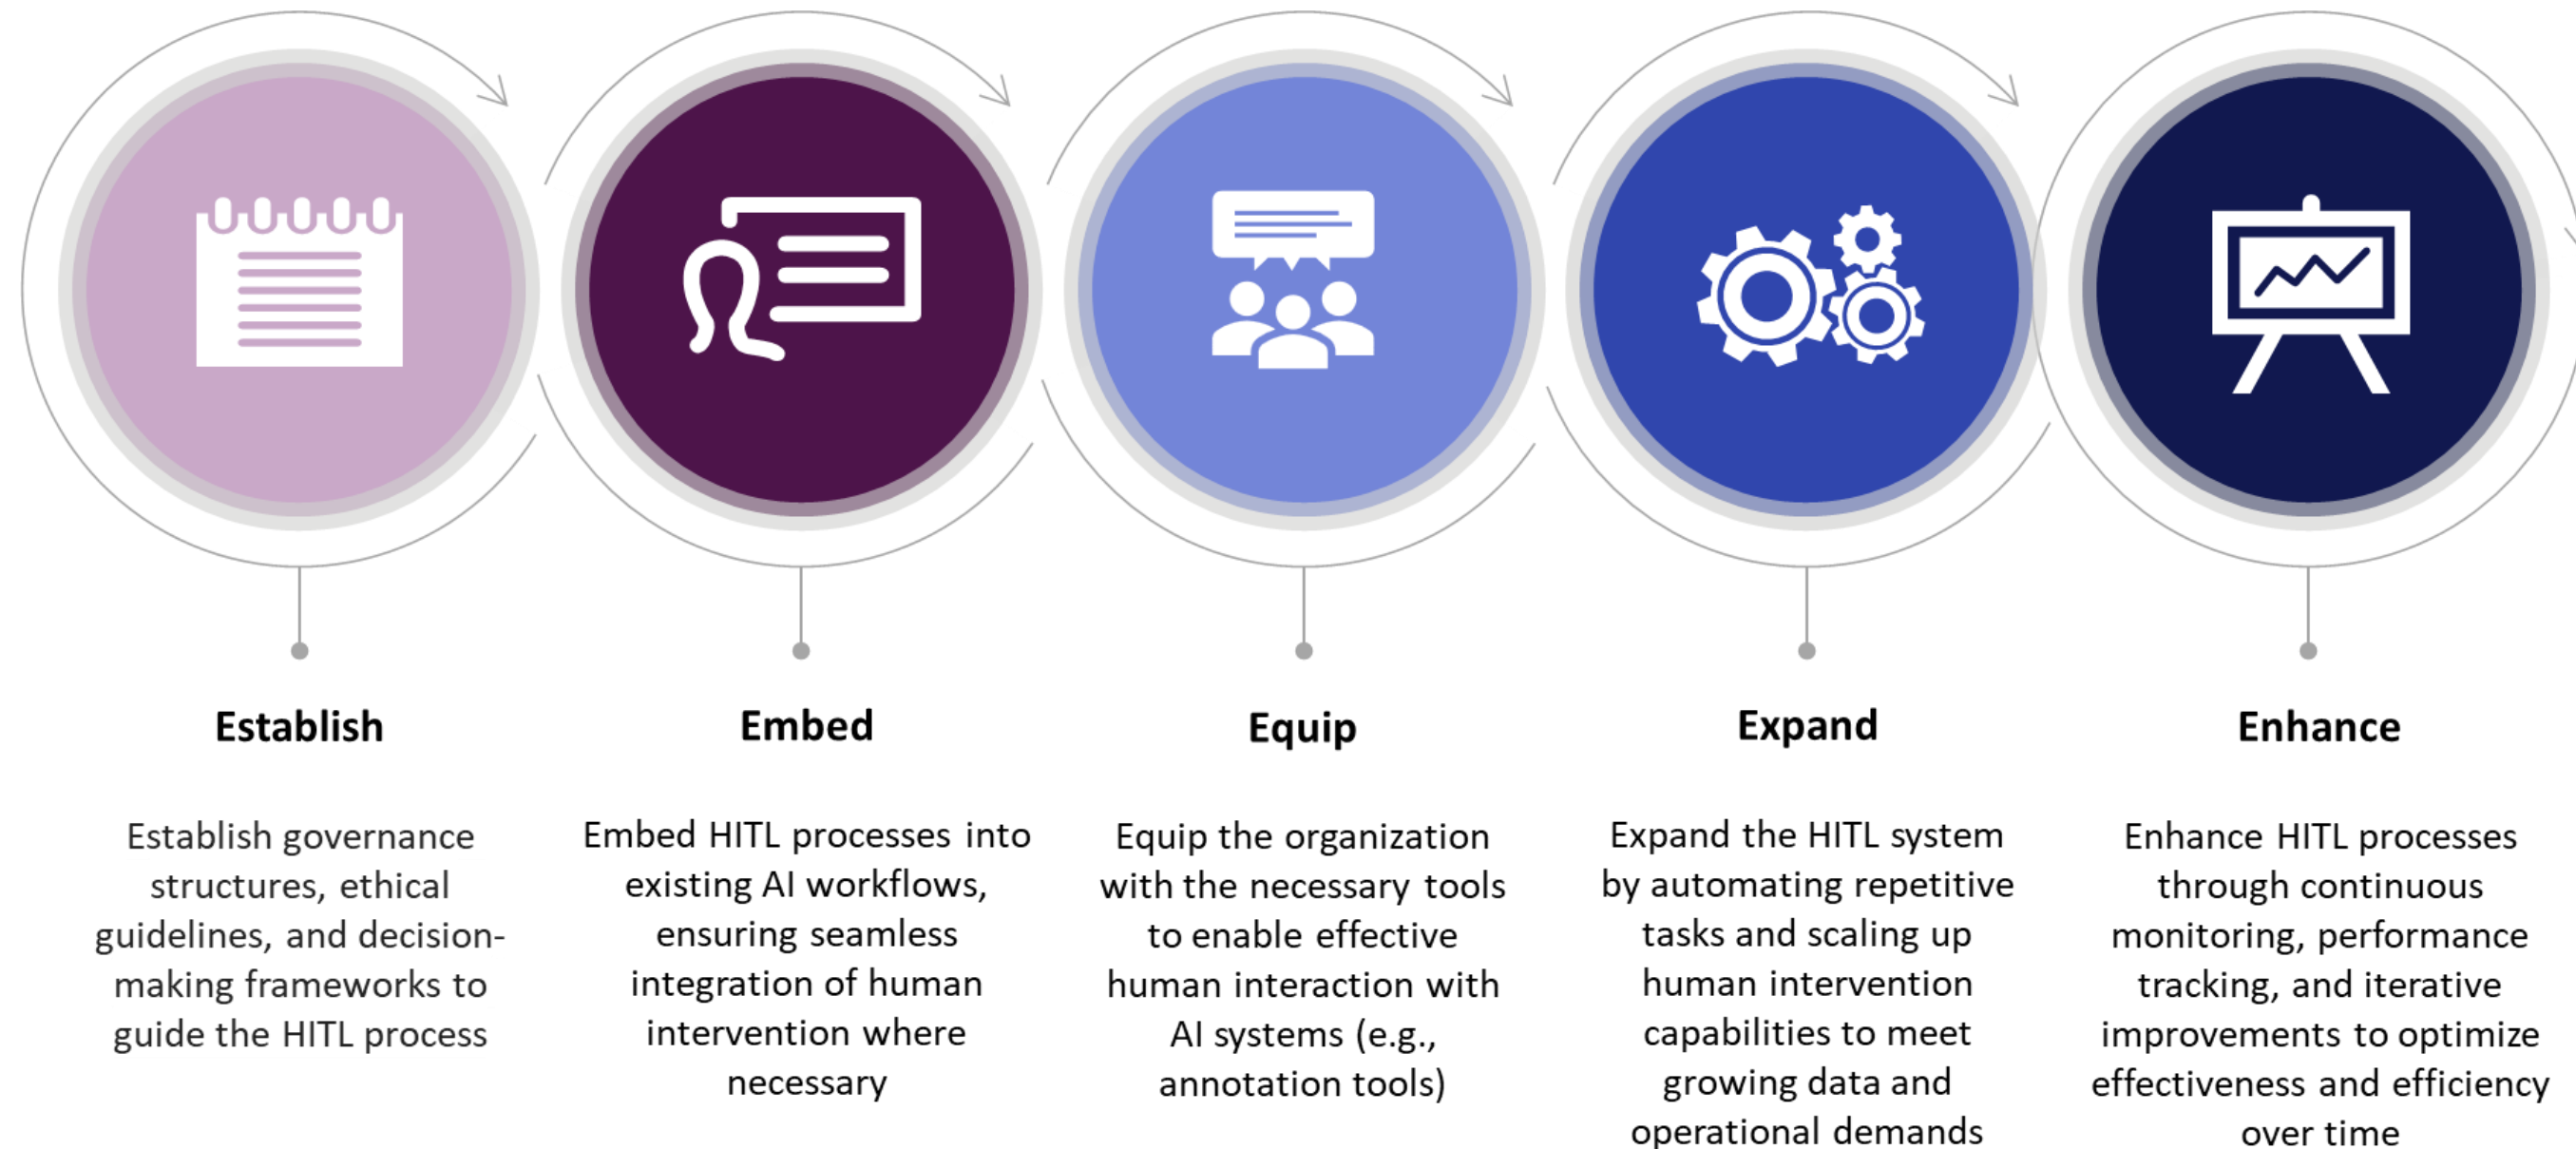 Establish
Establish governance
structures, ethical
guidelines, and decision-
making frameworks to
guide the HITL process
Embed
Embed HITL processes into
existing AI workflows,
ensuring seamless
integration of human
intervention where
necessary
Equip
Equip the organization
with the necessary tools
to enable effective
human interaction with
AI systems (e.g.,
annotation tools)
Expand
Expand the HITL system
by automating repetitive
tasks and scaling up
human intervention
capabilities to meet
growing data and
operational demands
Enhance
Enhance HITL processes
through continuous
monitoring, performance
tracking, and iterative
improvements to optimize
effectiveness and efficiency
over time